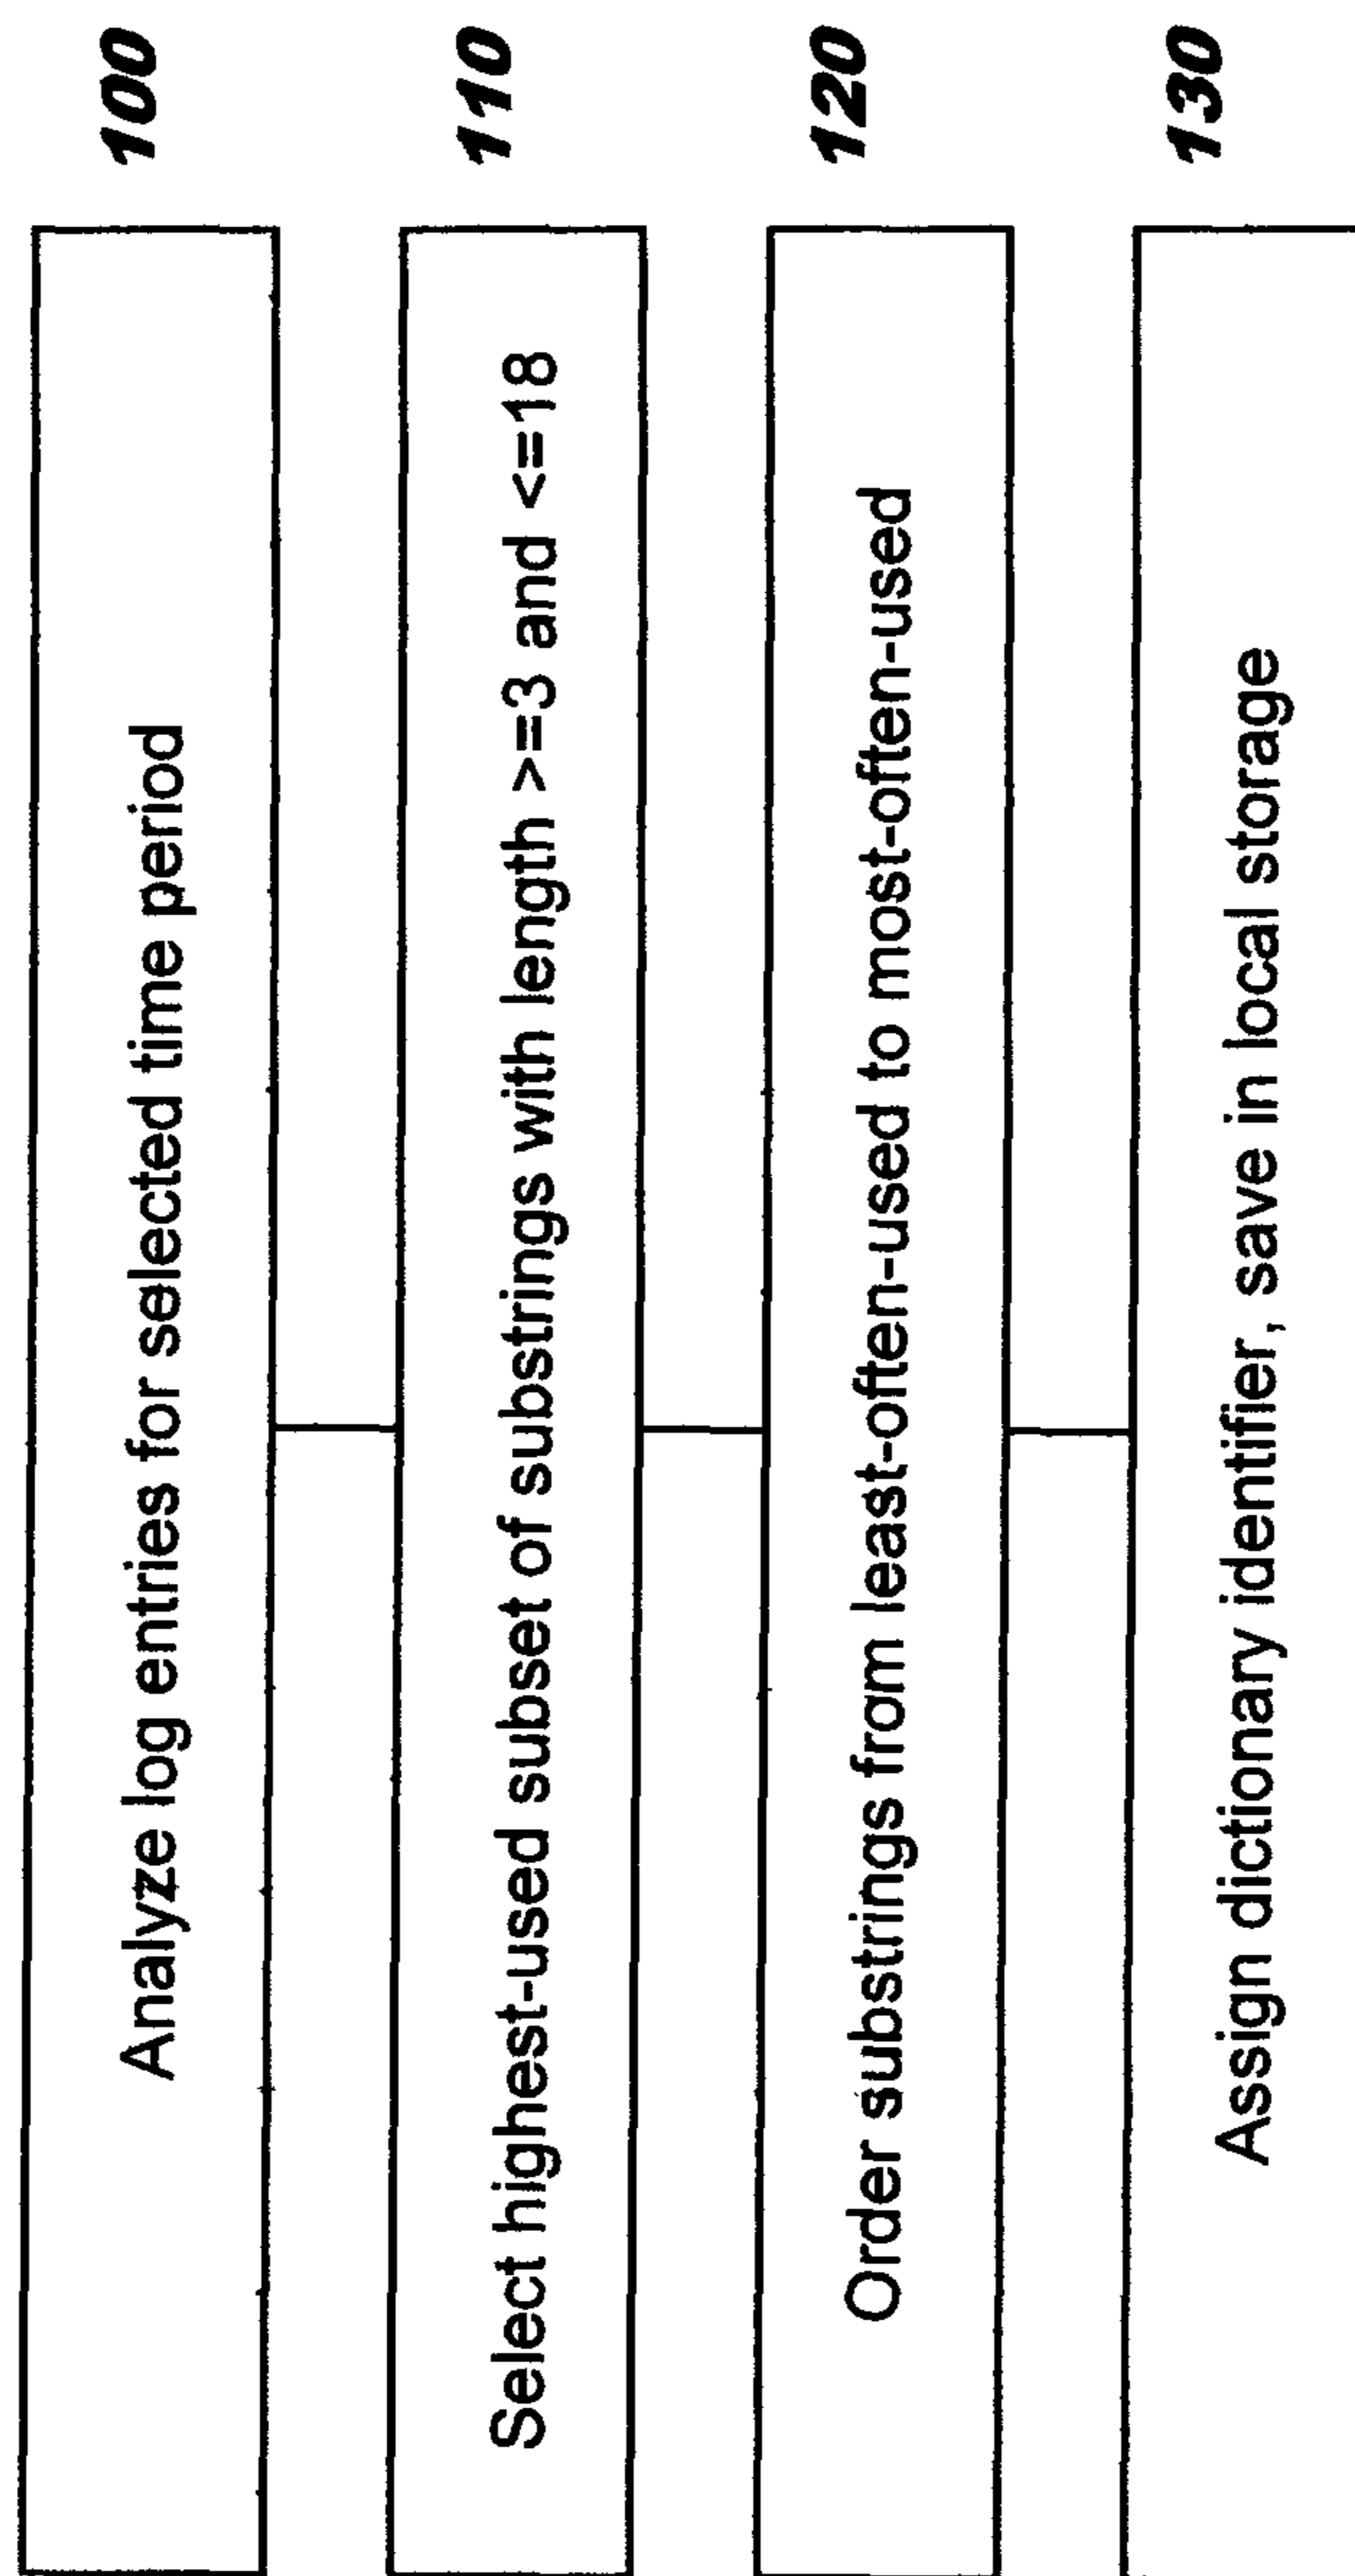 Analyze log entries for selected time period 100
Select highest-used subset of substrings with length >=3 and <=18 110
Order substrings from least-often-used to most-often-used 120
Assign dictionary identifier, save in local storage 130